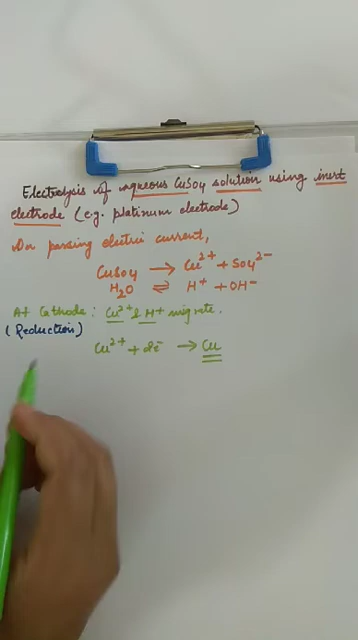 Electrolysis of aqueous CuSO4 solution using inert
electrode (e.g. platinum electrode)
On passing electric current,
CuSO4 → Cu²⁺ + SO4²⁻
H₂O ⇌ H⁺ + OH⁻
At Cathode: Cu²⁺ & H⁺ migrate.
(Reduction)
Cu²⁺ + 2e⁻ → Cu